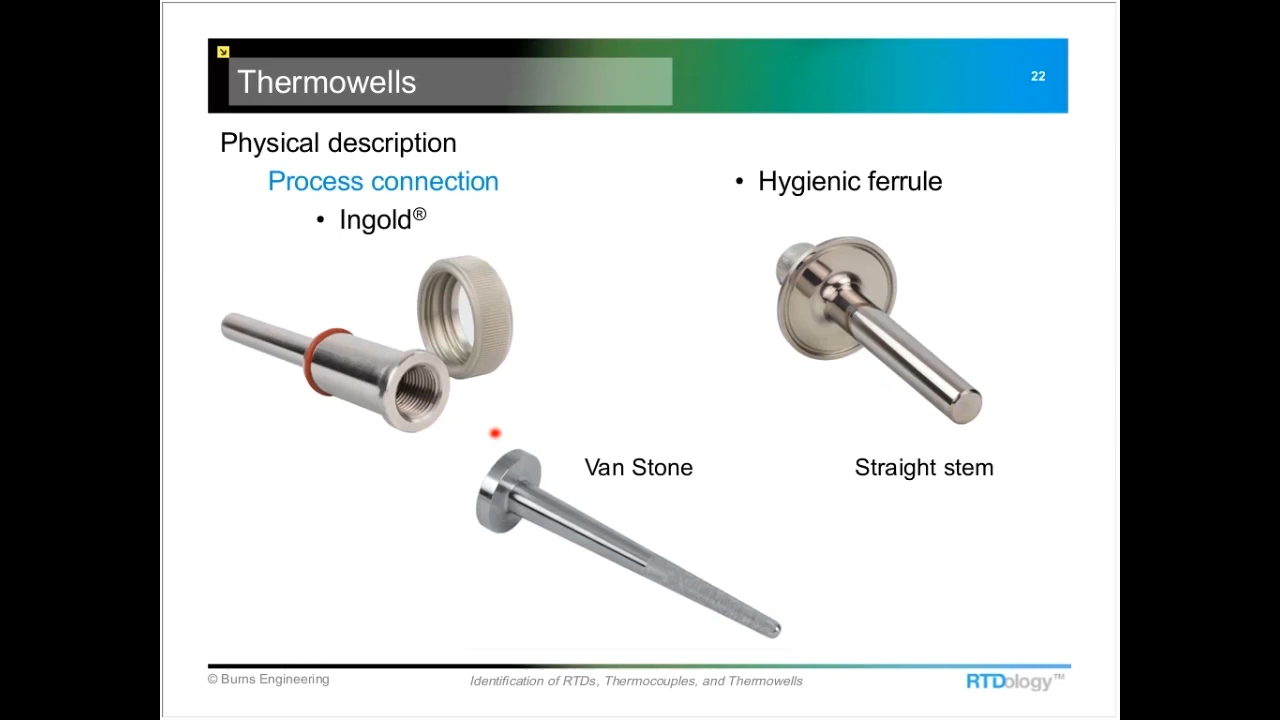 Thermowells
22
Physical description
Process connection
• Ingold®
• Hygienic ferrule
Van Stone
Straight stem
© Burns Engineering
Identification of RTDs, Thermocouples, and Thermowells
RTDology™